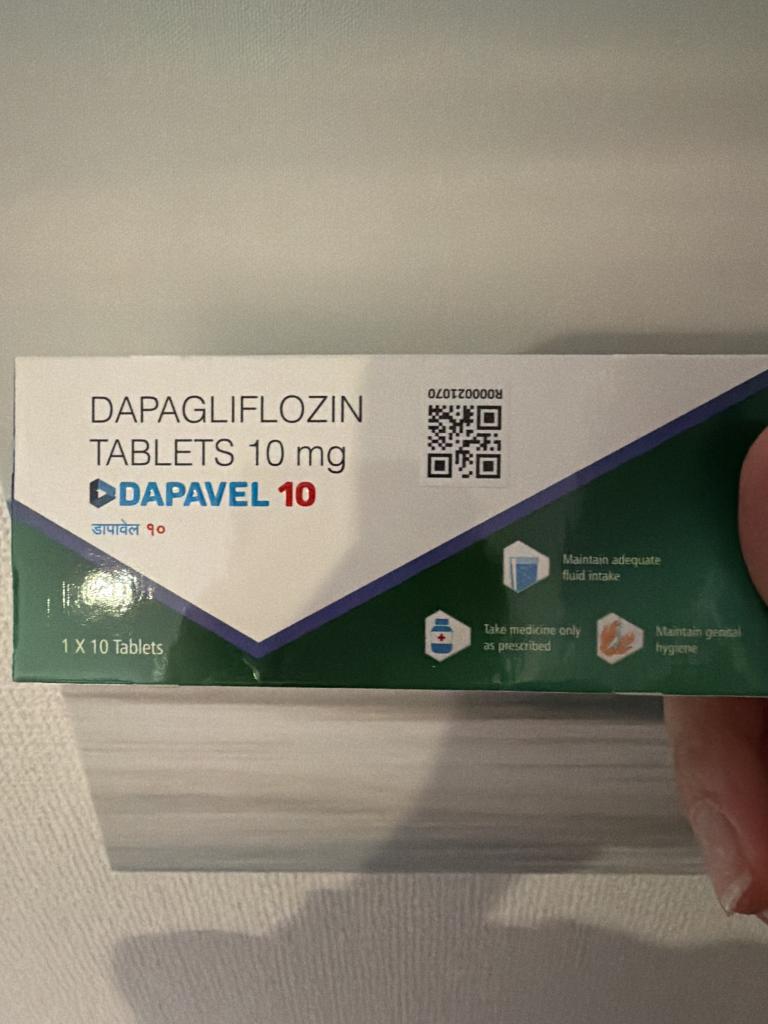 DAPAGLIFLOZIN
TABLETS 10 mg
DAPAVEL 10
डापावेल १०
R000021070
Maintain adequate
fluid intake
Take medicine only
as prescribed
Maintain genital
hygiene
1 X 10 Tablets